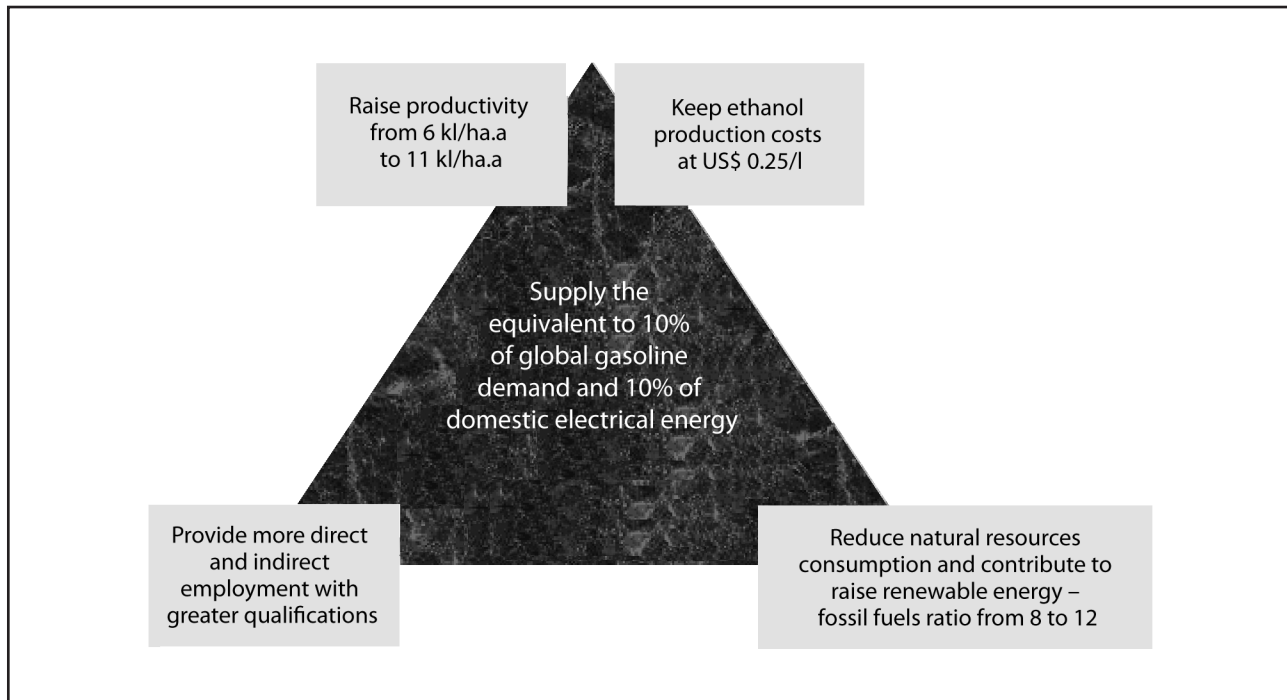 Raise productivity
from 6 kl/ha.a
to 11 kl/ha.a
Keep ethanol
production costs
at US$ 0.25/l
Supply the
equivalent to 10%
of global gasoline
demand and 10% of
domestic electrical energy
Provide more direct
and indirect
employment with
greater qualifications
Reduce natural resources
consumption and contribute to
raise renewable energy –
fossil fuels ratio from 8 to 12